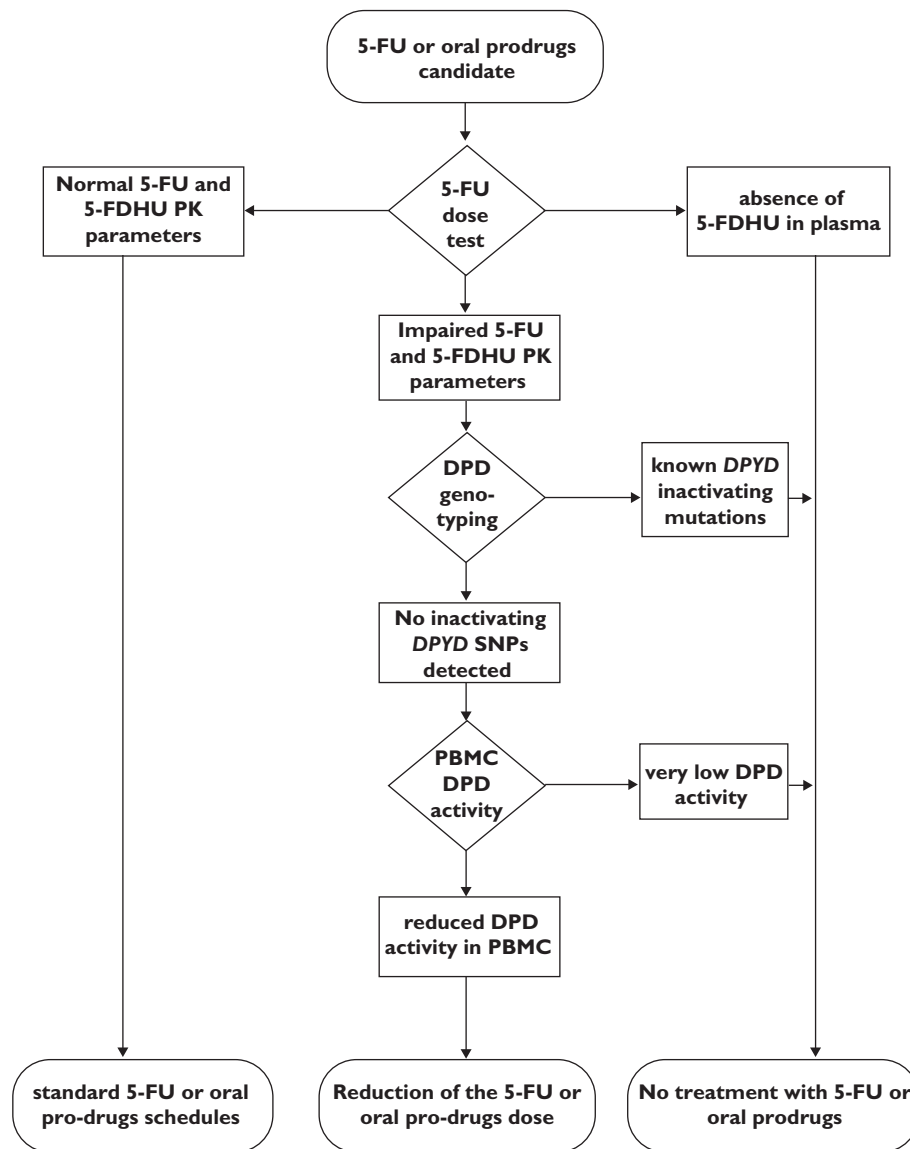 5-FU or oral prodrugs
candidate
Normal 5-FU and
5-FDHU PK
parameters
5-FU
dose
test
absence of
5-FDHU in plasma
Impaired 5-FU
and 5-FDHU PK
parameters
DPD
geno-
typing
known DPYD
inactivating
mutations
No inactivating
DPYD SNPs
detected
PBMC
DPD
activity
very low DPD
activity
reduced DPD
activity in PBMC
standard 5-FU or oral
pro-drugs schedules
Reduction of the 5-FU or
oral pro-drugs dose
No treatment with 5-FU or
oral prodrugs